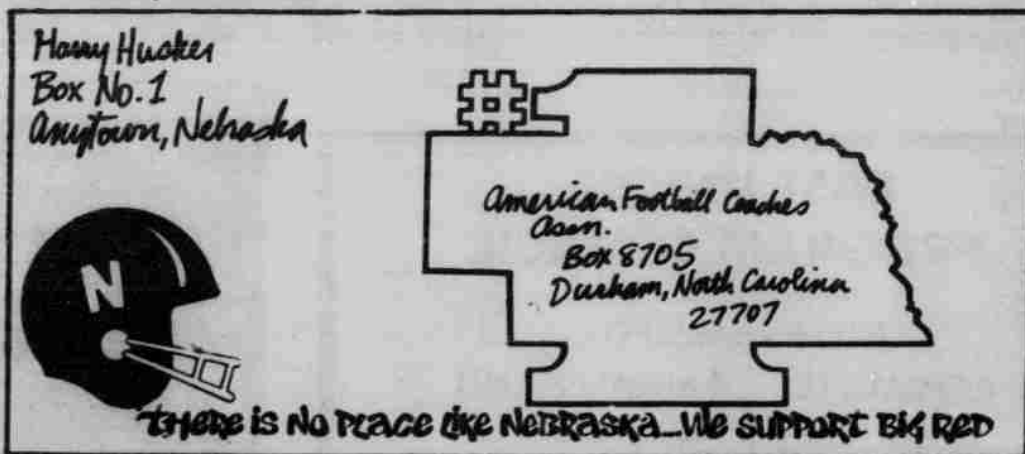 Harry Husker
Box No. 1
Anytown, Nebraska
#
American Football Coaches
Assn.
Box 8705
Durham, North Carolina
27707
N
THERE IS NO PLACE LIKE NEBRASKA...WE SUPPORT BIG RED